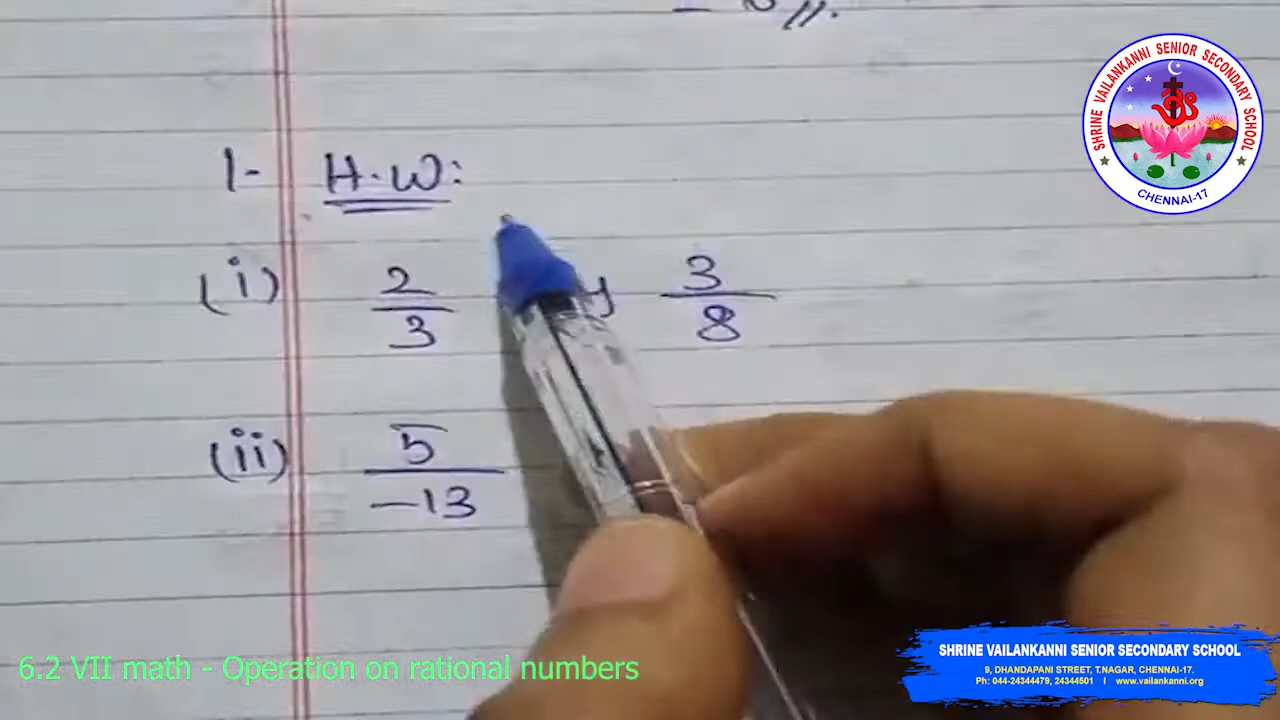 1- H.W:
(i) 2/3 3/8
(ii) 5/-13
SHRINE VAILANKANNI SENIOR SECONDARY SCHOOL
CHENNAI-17
6.2 VII math - Operation on rational numbers
SHRINE VAILANKANNI SENIOR SECONDARY SCHOOL
9, DHANDAPANI STREET, T.NAGAR, CHENNAI-17.
Ph: 044-24344479, 24344501 I www.vailankanni.org